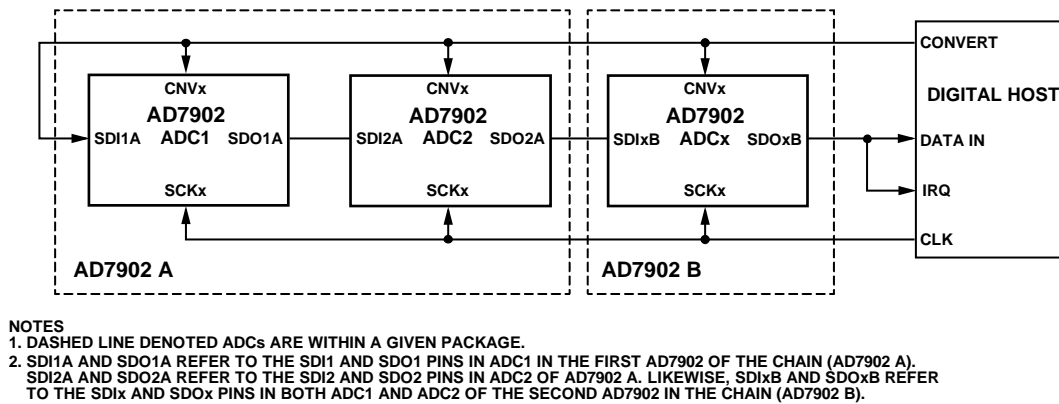 CONVERT
CNVx
CNVx
CNVx
DIGITAL HOST
AD7902
AD7902
AD7902
SDI1A ADC1 SDO1A
SDI2A ADC2 SDO2A
SDIxB ADCx SDOxB
DATA IN
SCKx
SCKx
SCKx
IRQ
CLK
AD7902 A
AD7902 B
NOTES
1. DASHED LINE DENOTED ADCs ARE WITHIN A GIVEN PACKAGE.
2. SDI1A AND SDO1A REFER TO THE SDI1 AND SDO1 PINS IN ADC1 IN THE FIRST AD7902 OF THE CHAIN (AD7902 A).
SDI2A AND SDO2A REFER TO THE SDI2 AND SDO2 PINS IN ADC2 OF AD7902 A. LIKEWISE, SDIxB AND SDOxB REFER
TO THE SDIx AND SDOx PINS IN BOTH ADC1 AND ADC2 OF THE SECOND AD7902 IN THE CHAIN (AD7902 B).